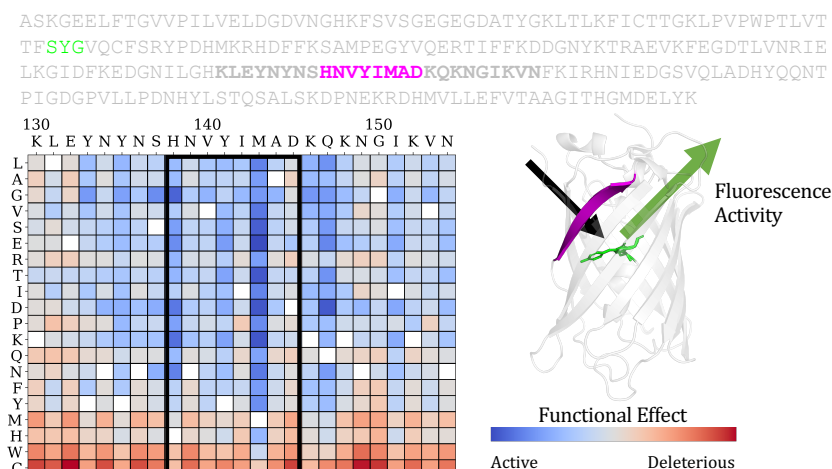 ASKGEELFTGVVPILVELDGDVNGHKFSVSGEGEGDATYGKLTLKFICTTGKLPVPWPTLVT
TFSYGVQCFSRYPDHMKRHDFFKSAMPEGYVQERTIFFKDDGNYKTRAEVKFEGDTLVNRIE
LKGIDFKEDGNILGHKLEYNYNSHNVYIMADKQKNGIKVNFKIRHNIEDGSVQLADHYQQNT
PIGDGPVLLPDNHYLSTQSALSKDPNEKRDHMVLLEFVTAAGITHGMDELYK
130 140 150
K L E Y N Y N S H N V Y I M A D K Q K N G I K V N
L
A
G
V
S
E
R
T
I
D
P
K
Q
N
F
Y
M
H
W
C
Fluorescence
Activity
Functional Effect
Active Deleterious